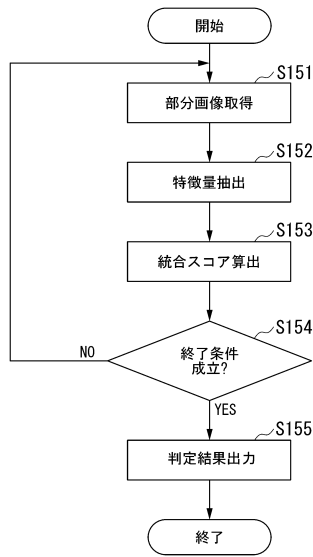 開始
S151
部分画像取得
S152
特徴量抽出
S153
統合スコア算出
S154
終了条件
成立?
NO
YES
S155
判定結果出力
終了